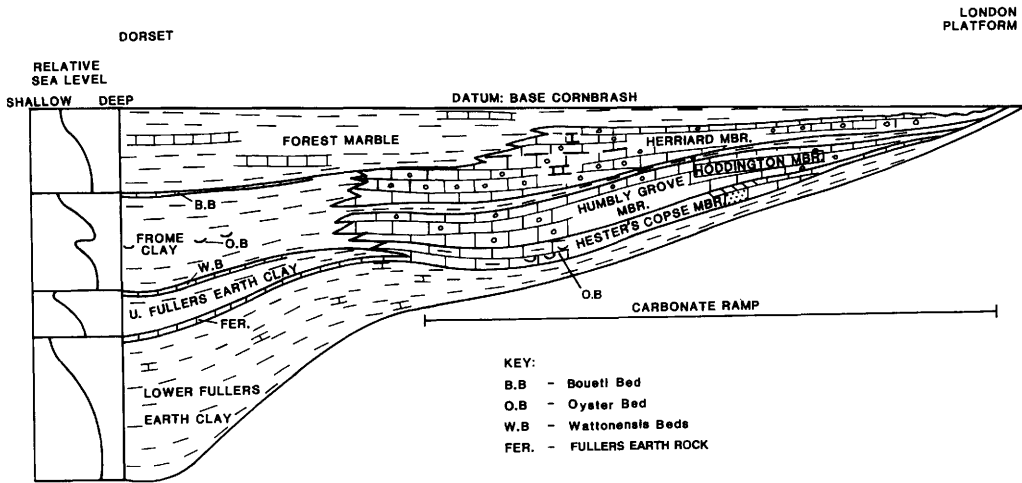 DORSET
LONDON
PLATFORM
RELATIVE
SEA LEVEL
SHALLOW DEEP
DATUM: BASE CORNBRASH
FOREST MARBLE
HERRIARD MBR.
HODDINGTON MBR.
B.B
HUMBLY GROVE
MBR.
HESTER'S COPSE MBR.
FROME
CLAY
O.B
W.B
U. FULLERS EARTH CLAY
O.B
FER.
CARBONATE RAMP
LOWER FULLERS
EARTH CLAY
KEY:
B.B - Boueti Bed
O.B - Oyster Bed
W.B - Wattonensis Beds
FER. - FULLERS EARTH ROCK